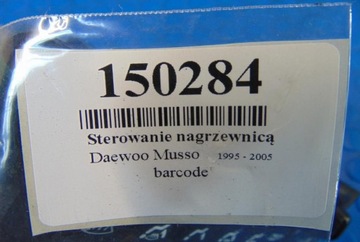 150284
Sterowanie nagrzewnicą
Daewoo Musso 1995 - 2005
barcode